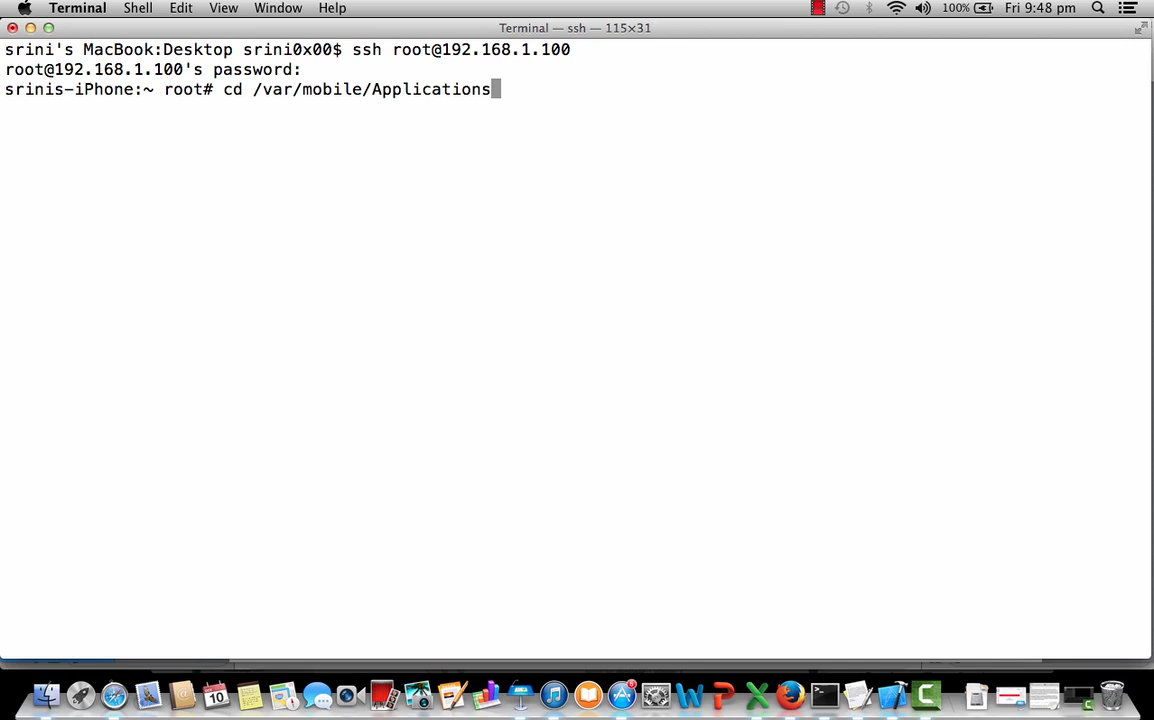 Terminal Shell Edit View Window Help 100% Fri 9:48 pm
Terminal — ssh — 115×31
srini's MacBook:Desktop srini0x00$ ssh root@192.168.1.100
root@192.168.1.100's password:
srinis-iPhone:~ root# cd /var/mobile/Applications